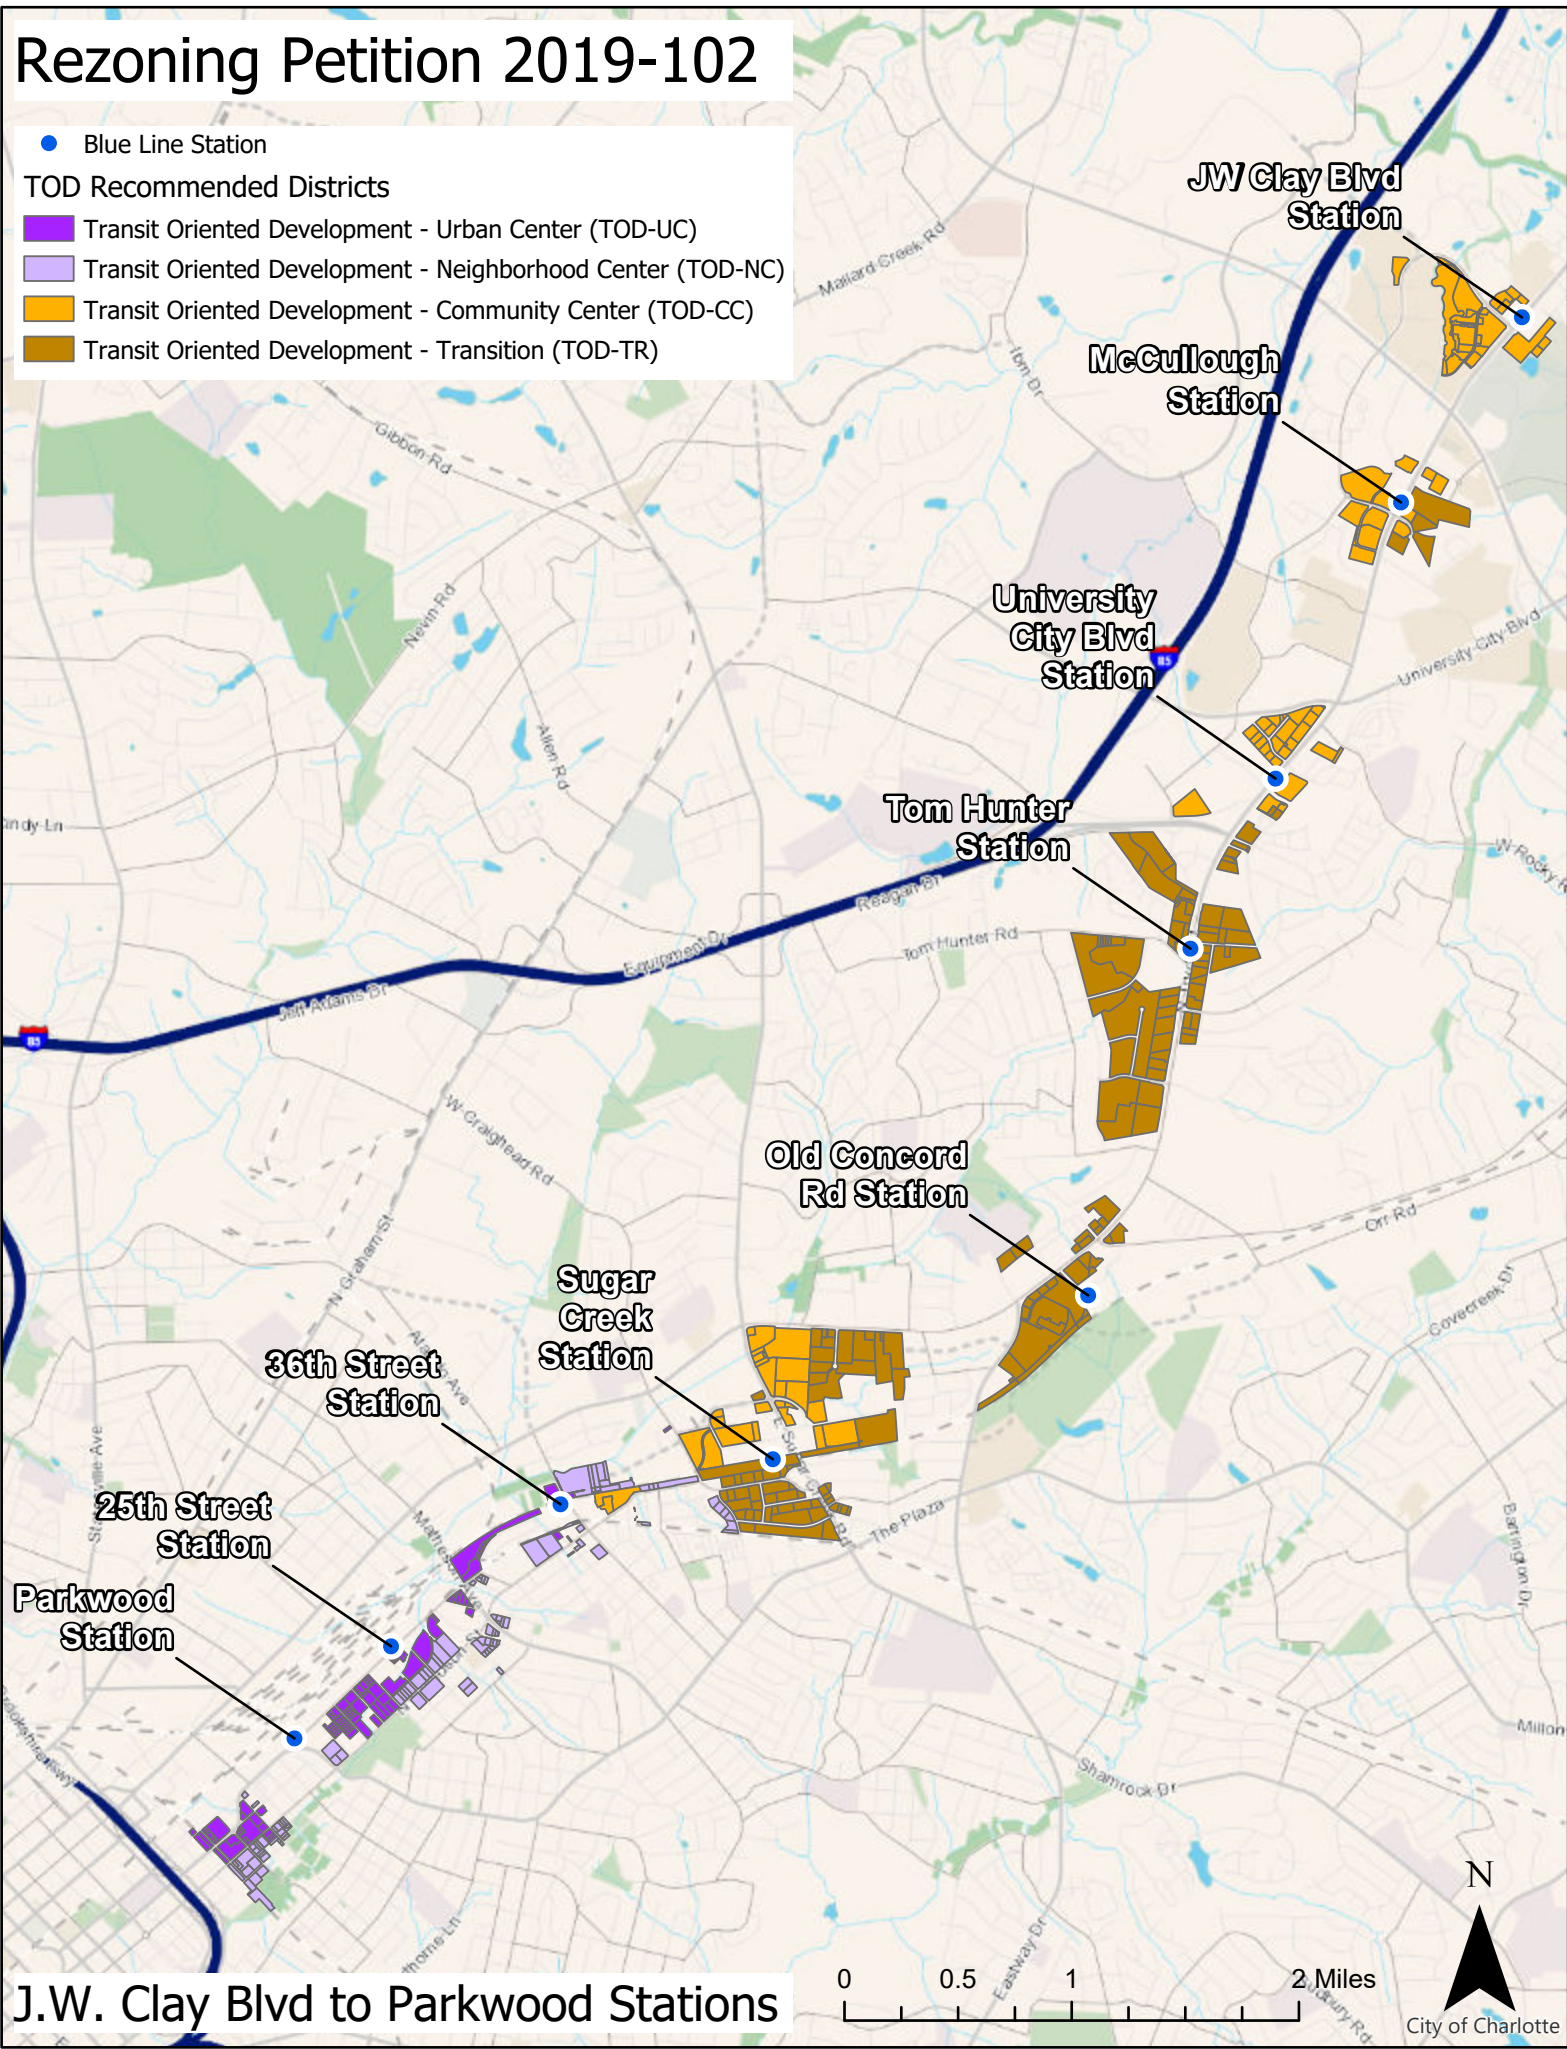 Rezoning Petition 2019-102
Blue Line Station
TOD Recommended Districts
Transit Oriented Development - Urban Center (TOD-UC)
Transit Oriented Development - Neighborhood Center (TOD-NC)
Transit Oriented Development - Community Center (TOD-CC)
Transit Oriented Development - Transition (TOD-TR)
JW Clay Blvd
Station
Mallard Creek Rd
McCullough
Station
Ibm Dr
Gibbon Rd
Nevin Rd
University
City Blvd
Station
85
University City Blvd
Allen Rd
Tom Hunter
Station
Reagan Dr
Tom Hunter Rd
Equipment Dr
Jeff Adams Dr
85
W Craighead Rd
Old Concord
Rd Station
Orr Rd
N Graham St
Sugar
Creek
Station
Covecreek Dr
36th Street
Station
The Plaza
25th Street
Station
Barrington Dr
Parkwood
Station
Shamrock Dr
Eastway Dr
N
J.W. Clay Blvd to Parkwood Stations
0 0.5 1 2 Miles
City of Charlotte